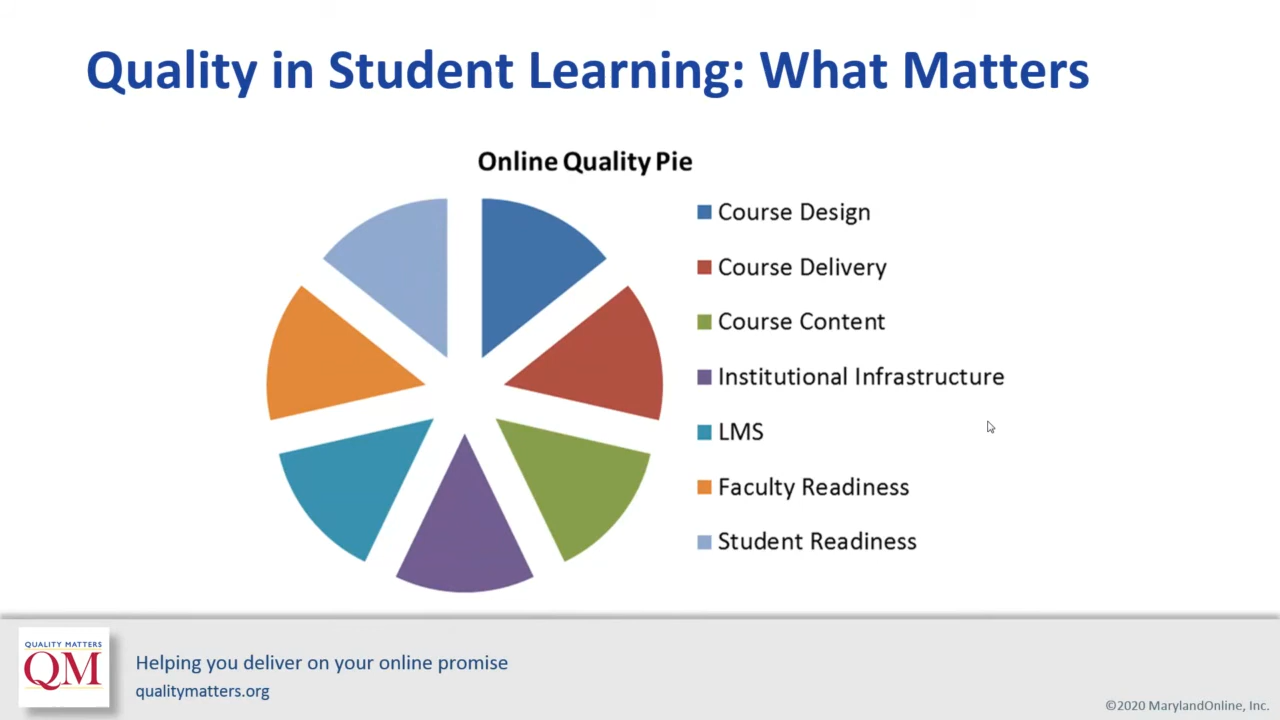 Quality in Student Learning: What Matters
Online Quality Pie
Course Design
Course Delivery
Course Content
Institutional Infrastructure
LMS
Faculty Readiness
Student Readiness
QUALITY MATTERS
QM
Helping you deliver on your online promise
qualitymatters.org
©2020 MarylandOnline, Inc.